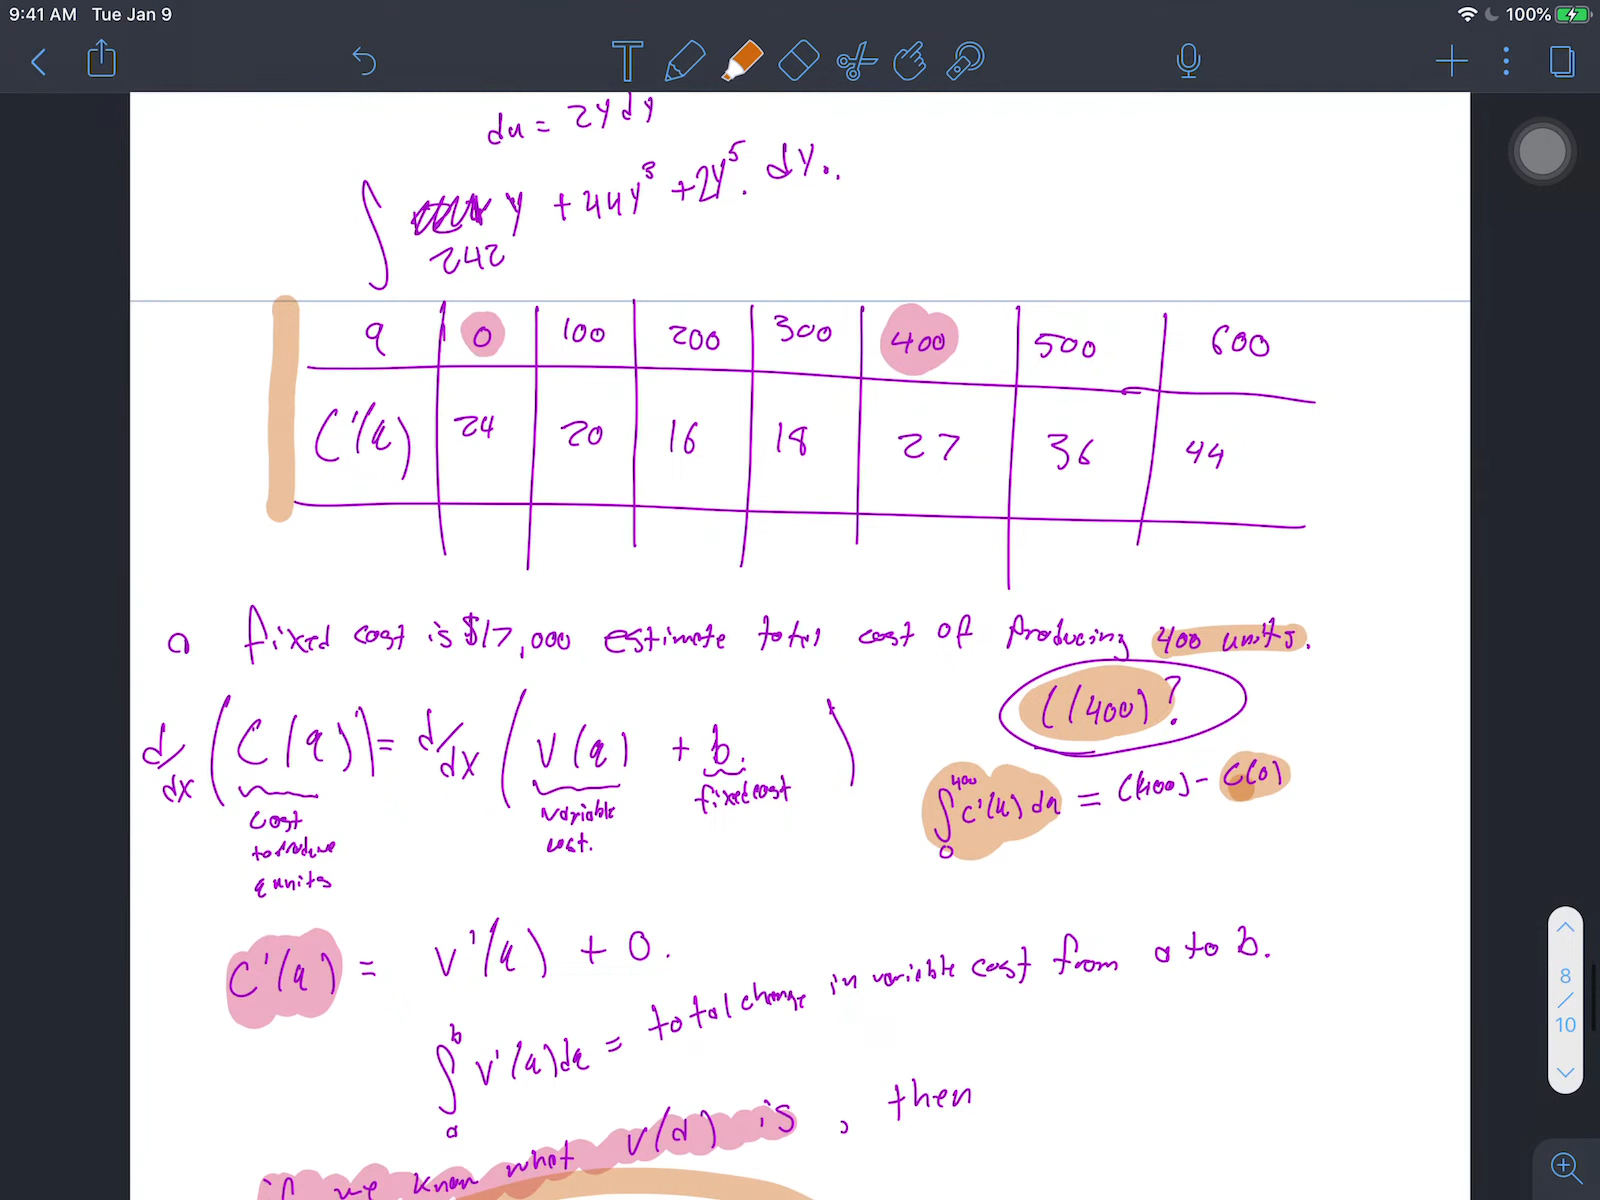 9:41 AM Tue Jan 9 100%
T
du = 2y dy
∫ y + 44y³ + 2y⁵. dy..
242
q 0 100 200 300 400 500 600
C'(q) 24 20 16 18 27 36 44
a fixed cost is $17,000 estimate total cost of producing 400 units.
C(400)?
d/dx (C(q)) = d/dx (V(q) + b.)
cost to produce q units
variable cost.
fixed cost
∫₀⁴⁰⁰ C'(q) dq = C(400) - C(0)
C'(q) = V'(q) + 0.
∫ₐᵇ V'(q) dq = total change in variable cost from a to b.
if we know what V(a) is, then
8 / 10